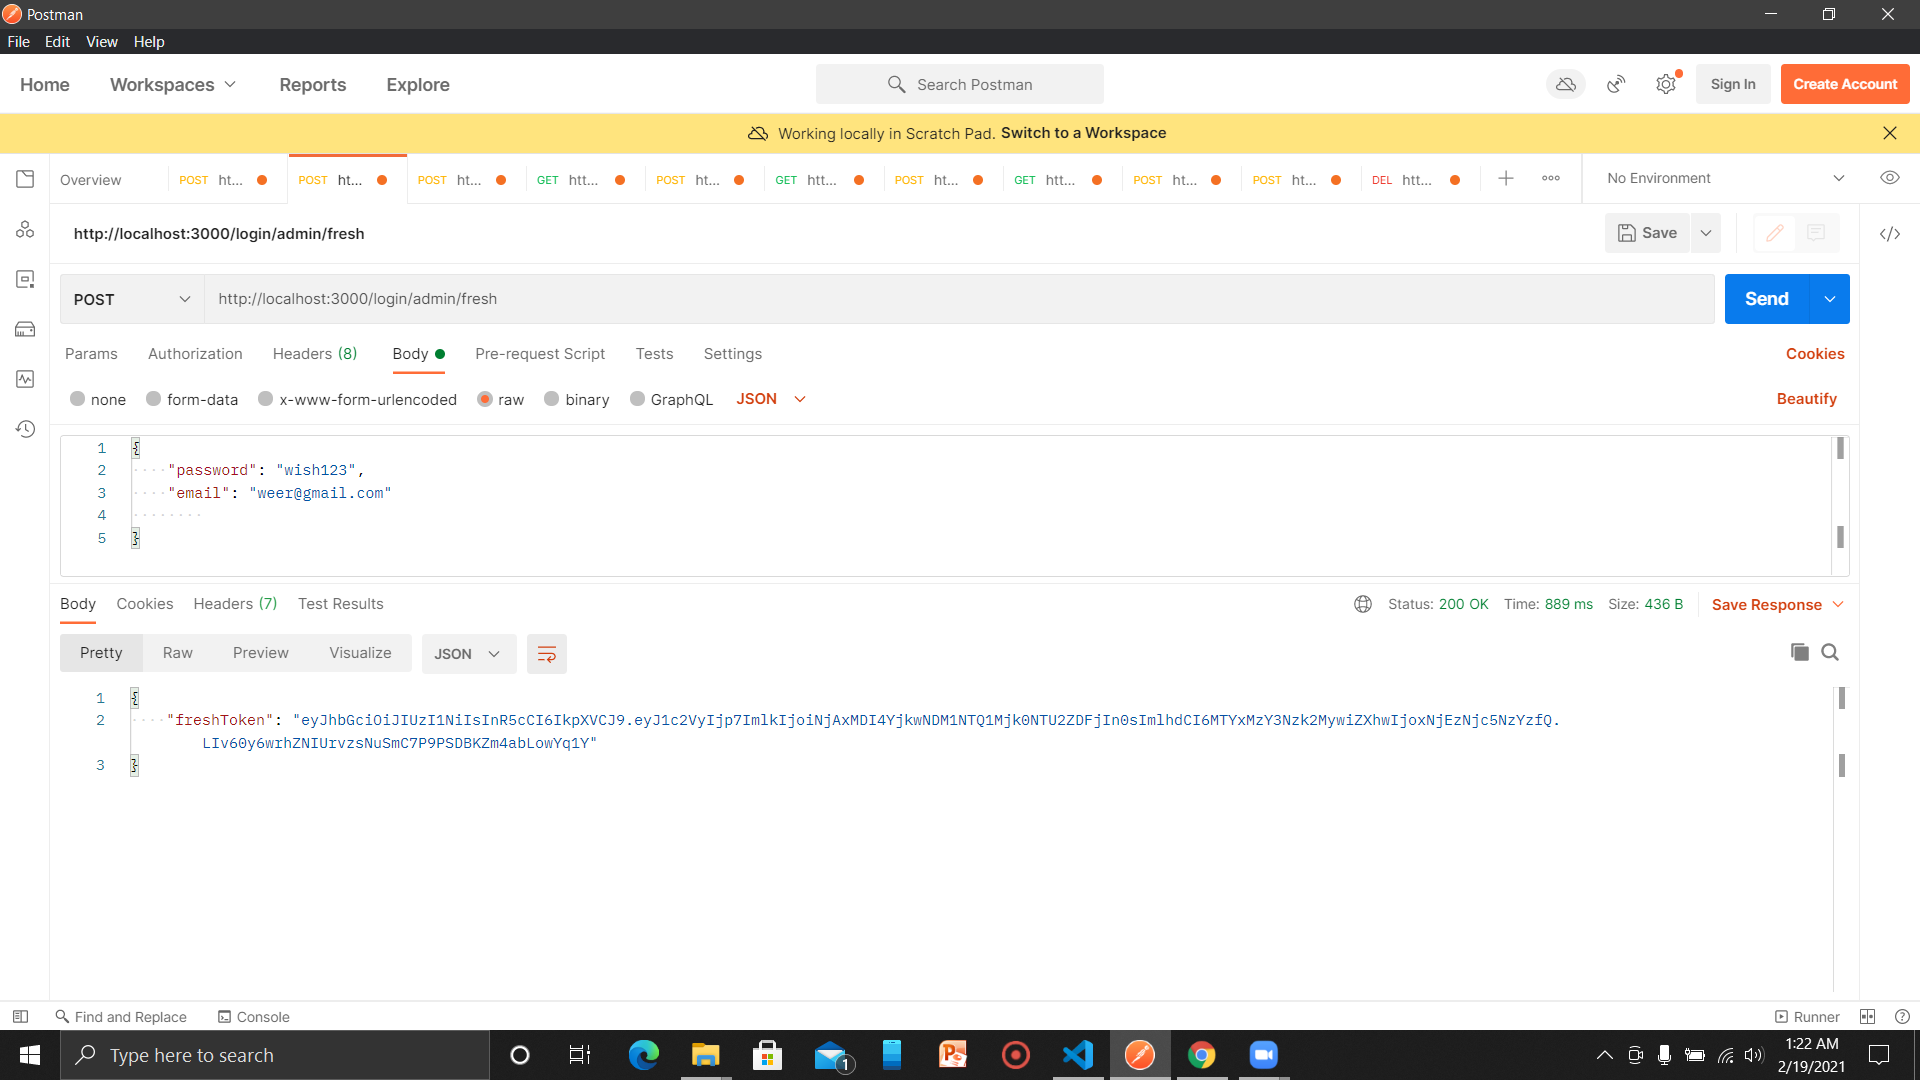 Postman
File Edit View Help
Home Workspaces Reports Explore Search Postman Sign In Create Account
Working locally in Scratch Pad. Switch to a Workspace
Overview POST ht... POST ht... POST ht... GET htt... POST ht... GET htt... POST ht... GET htt... POST ht... POST ht... DEL htt... No Environment
http://localhost:3000/login/admin/fresh Save
POST http://localhost:3000/login/admin/fresh Send
Params Authorization Headers (8) Body Pre-request Script Tests Settings Cookies
none form-data x-www-form-urlencoded raw binary GraphQL JSON Beautify
1 {
2 "password": "wish123",
3 "email": "weer@gmail.com"
4
5 }
Body Cookies Headers (7) Test Results Status: 200 OK Time: 889 ms Size: 436 B Save Response
Pretty Raw Preview Visualize JSON
1 {
2 "freshToken": "eyJhbGciOiJIUzI1NiIsInR5cCI6IkpXVCJ9.eyJ1c2VyIjp7ImlkIjoiNjAxMDI4YjkwNDM1NTQ1Mjk0NTU2ZDFjIn0sImlhdCI6MTYxMzY3Nzk2MywiZXhwIjoxNjEzNjc5NzYzfQ.
LIv60y6wrhZNIUrvzsNuSmC7P9PSDBKZm4abLowYq1Y"
3 }
Find and Replace Console Runner
Type here to search 1 1:22 AM
2/19/2021